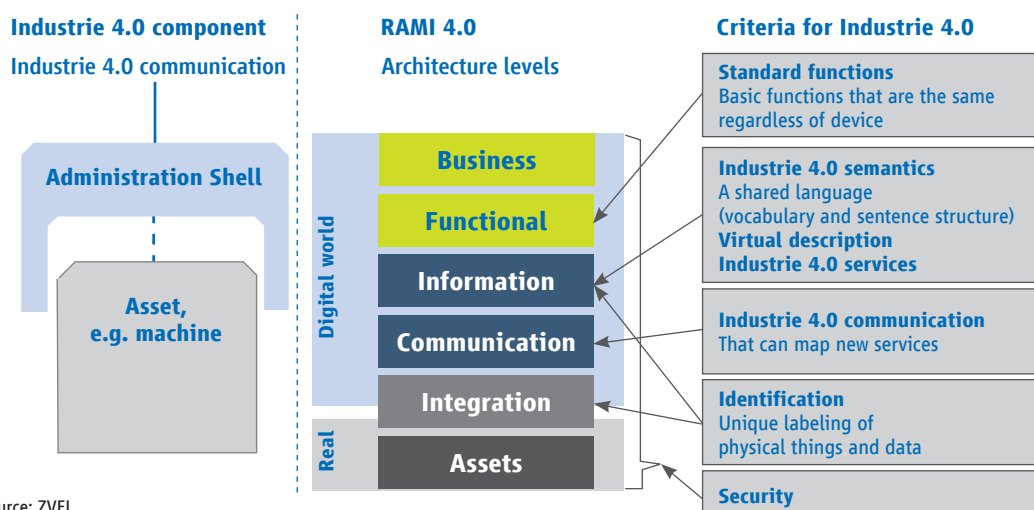 Industrie 4.0 component
Industrie 4.0 communication
Administration Shell
Asset,
e.g. machine
RAMI 4.0
Architecture levels
Digital world
Real
Business
Functional
Information
Communication
Integration
Assets
Criteria for Industrie 4.0
Standard functions
Basic functions that are the same
regardless of device
Industrie 4.0 semantics
A shared language
(vocabulary and sentence structure)
Virtual description
Industrie 4.0 services
Industrie 4.0 communication
That can map new services
Identification
Unique labeling of
physical things and data
Security